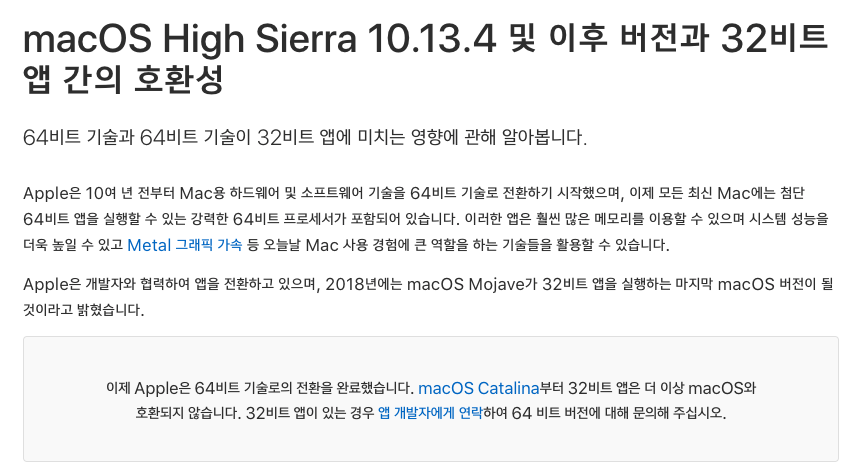 macOS High Sierra 10.13.4 및 이후 버전과 32비트
앱 간의 호환성
64비트 기술과 64비트 기술이 32비트 앱에 미치는 영향에 관해 알아봅니다.
Apple은 10여 년 전부터 Mac용 하드웨어 및 소프트웨어 기술을 64비트 기술로 전환하기 시작했으며, 이제 모든 최신 Mac에는 첨단
64비트 앱을 실행할 수 있는 강력한 64비트 프로세서가 포함되어 있습니다. 이러한 앱은 훨씬 많은 메모리를 이용할 수 있으며 시스템 성능을
더욱 높일 수 있고 Metal 그래픽 가속 등 오늘날 Mac 사용 경험에 큰 역할을 하는 기술들을 활용할 수 있습니다.
Apple은 개발자와 협력하여 앱을 전환하고 있으며, 2018년에는 macOS Mojave가 32비트 앱을 실행하는 마지막 macOS 버전이 될
것이라고 밝혔습니다.
이제 Apple은 64비트 기술로의 전환을 완료했습니다. macOS Catalina부터 32비트 앱은 더 이상 macOS와
호환되지 않습니다. 32비트 앱이 있는 경우 앱 개발자에게 연락하여 64 비트 버전에 대해 문의해 주십시오.